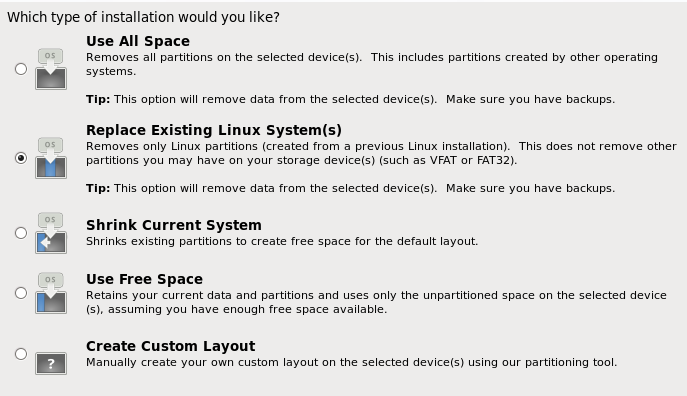 Which type of installation would you like?
OS
Use All Space
Removes all partitions on the selected device(s).  This includes partitions created by other operating
systems.
Tip: This option will remove data from the selected device(s).  Make sure you have backups.
OS
Replace Existing Linux System(s)
Removes only Linux partitions (created from a previous Linux installation).  This does not remove other
partitions you may have on your storage device(s) (such as VFAT or FAT32).
Tip: This option will remove data from the selected device(s).  Make sure you have backups.
OS
Shrink Current System
Shrinks existing partitions to create free space for the default layout.
OS
Use Free Space
Retains your current data and partitions and uses only the unpartitioned space on the selected device
(s), assuming you have enough free space available.
?
Create Custom Layout
Manually create your own custom layout on the selected device(s) using our partitioning tool.